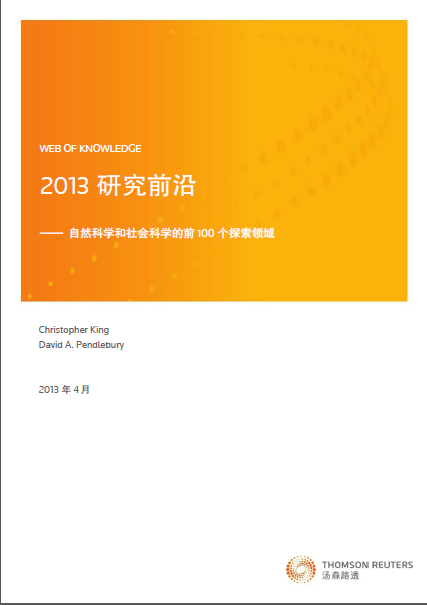 WEB OF KNOWLEDGE
2013 研究前沿
—— 自然科学和社会科学的前 100 个探索领域
Christopher King
David A. Pendlebury
2013 年 4 月
THOMSON REUTERS
汤森路透